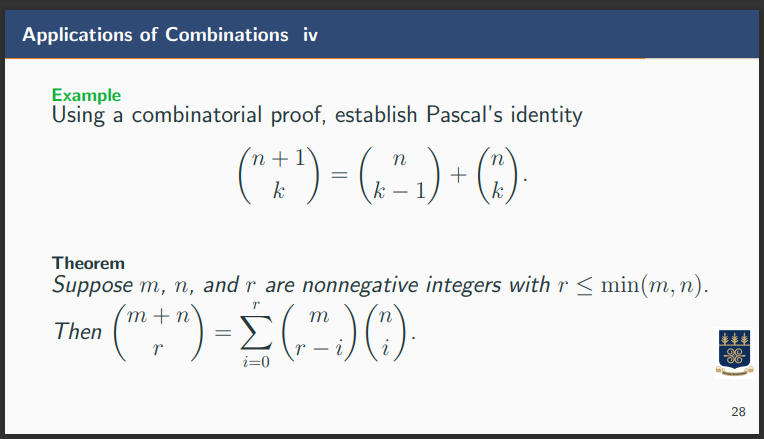 Applications of Combinations iv
Example
Using a combinatorial proof, establish Pascal's identity
$$\binom{n+1}{k} = \binom{n}{k-1} + \binom{n}{k}.$$
Theorem
Suppose $m$, $n$, and $r$ are nonnegative integers with $r \leq \min(m, n)$.
Then $\binom{m+n}{r} = \sum_{i=0}^{r} \binom{m}{r-i} \binom{n}{i}.$
28